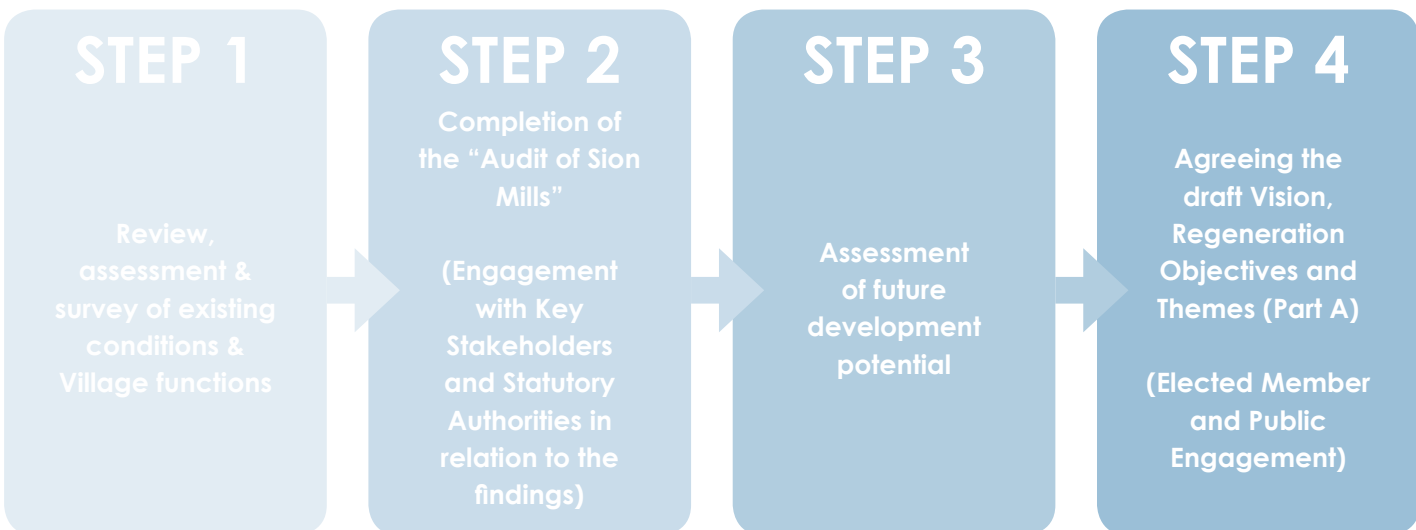 STEP 1
Review,
assessment &
survey of existing
conditions &
Village functions
STEP 2
Completion of
the “Audit of Sion
Mills”
(Engagement
with Key
Stakeholders
and Statutory
Authorities in
relation to the
findings)
STEP 3
Assessment
of future
development
potential
STEP 4
Agreeing the
draft Vision,
Regeneration
Objectives and
Themes (Part A)
(Elected Member
and Public
Engagement)